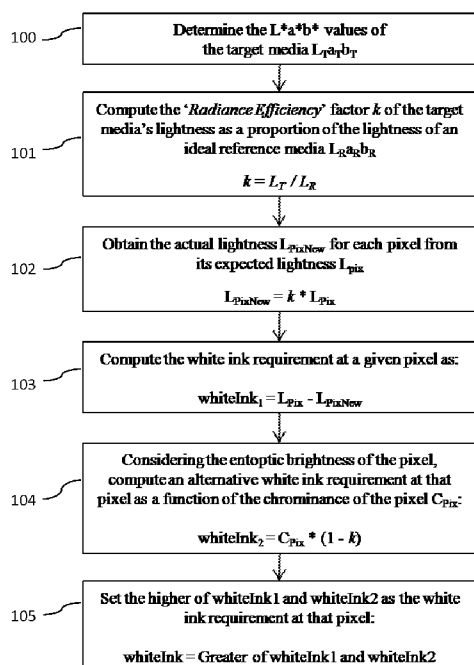 100
Determine the L*a*b* values of
the target media LTaTbT
101
Compute the ‘Radiance Efficiency’ factor k of the target
media's lightness as a proportion of the lightness of an
ideal reference media LRaRbR
k = LT / LR
102
Obtain the actual lightness LPixNew for each pixel from
its expected lightness Lpix
LPixNew = k * LPix
103
Compute the white ink requirement at a given pixel as:
whiteInk1 = LPix - LPixNew
104
Considering the entoptic brightness of the pixel,
compute an alternative white ink requirement at that
pixel as a function of the chrominance of the pixel CPix:
whiteInk2 = CPix * (1 - k)
105
Set the higher of whiteInk1 and whiteInk2 as the white
ink requirement at that pixel:
whiteInk = Greater of whiteInk1 and whiteInk2